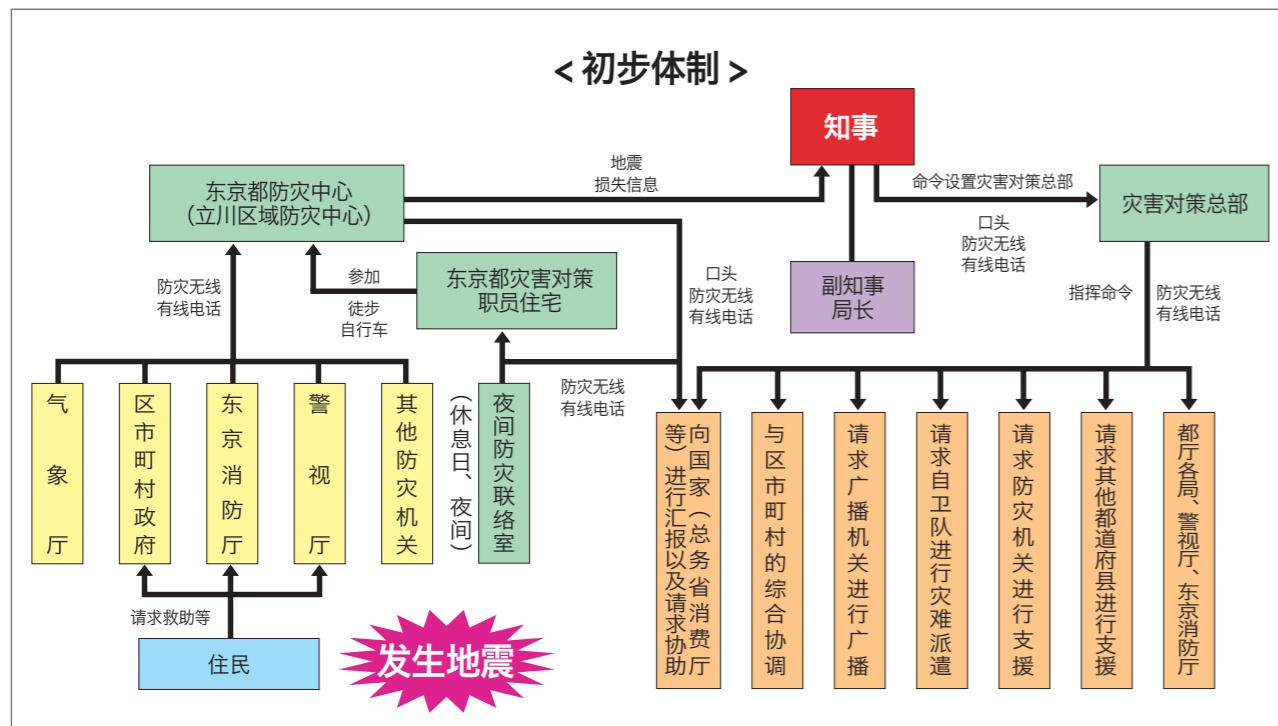 < 初步体制 >
知事
地震
损失信息
东京都防灾中心
（立川区域防灾中心）
命令设置灾害对策总部
灾害对策总部
口头
防灾无线
有线电话
防灾无线
有线电话
参加
徒步
自行车
东京都灾害对策
职员住宅
口头
防灾无线
有线电话
副知事
局长
指挥命令
防灾无线
有线电话
防灾无线
有线电话
气象厅
区市町村政府
东京消防厅
警视厅
其他防灾机关
（休息日、夜间）
夜间防灾联络室
向国家（总务省消费厅
等）进行汇报以及请求协助
与区市町村的综合协调
请求广播机关进行广播
请求自卫队进行灾难派遣
请求防灾机关进行支援
请求其他都道府县进行支援
都厅各局、警视厅、东京消防厅
请求救助等
住民
发生地震